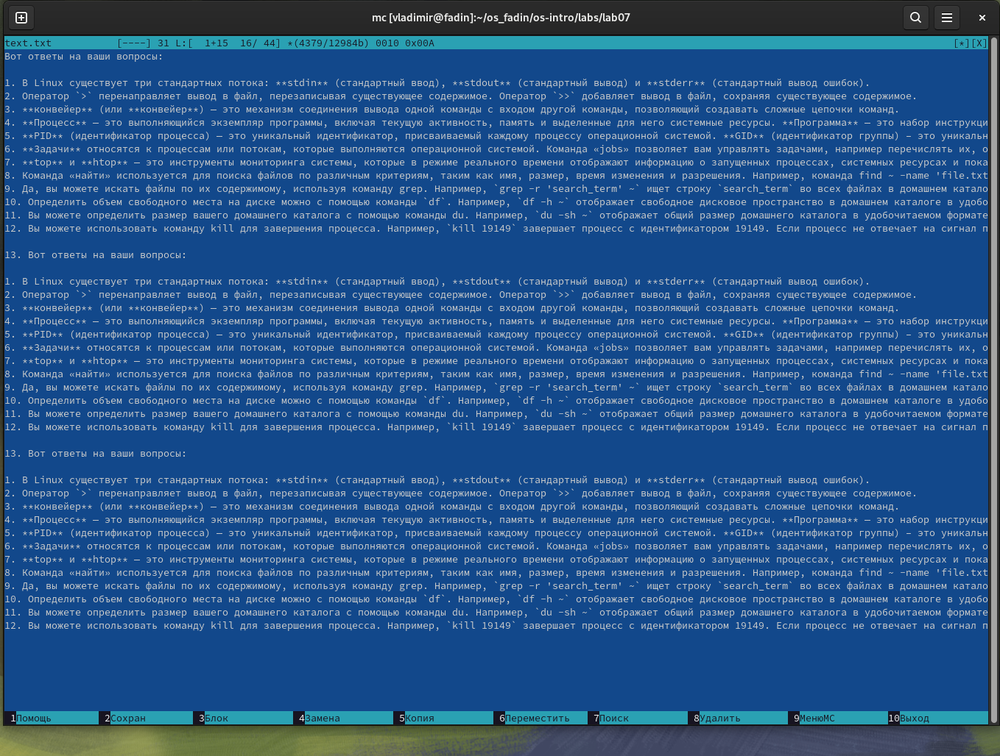 mc [vladimir@fadin]:~/os_fadin/os-intro/labs/lab07
text.txt [----] 31 L:[ 1+15 16/ 44] *(4379/12984b) 0010 0x00A [*][X]
Вот ответы на ваши вопросы:
1. В Linux существует три стандартных потока: **stdin** (стандартный ввод), **stdout** (стандартный вывод) и **stderr** (стандартный вывод ошибок).
2. Оператор `>` перенаправляет вывод в файл, перезаписывая существующее содержимое. Оператор `>>` добавляет вывод в файл, сохраняя существующее содержимое.
3. **конвейер** (или **конвейер**) — это механизм соединения вывода одной команды с входом другой команды, позволяющий создавать сложные цепочки команд.
4. **Процесс** — это выполняющийся экземпляр программы, включая текущую активность, память и выделенные для него системные ресурсы. **Программа** — это набор инструкци
5. **PID** (идентификатор процесса) — это уникальный идентификатор, присваиваемый каждому процессу операционной системой. **GID** (идентификатор группы) – это уникальн
6. **Задачи** относятся к процессам или потокам, которые выполняются операционной системой. Команда «jobs» позволяет вам управлять задачами, например перечислять их, о
7. **top** и **htop** — это инструменты мониторинга системы, которые в режиме реального времени отображают информацию о запущенных процессах, системных ресурсах и пока
8. Команда «найти» используется для поиска файлов по различным критериям, таким как имя, размер, время изменения и разрешения. Например, команда find ~ -name 'file.txt
9. Да, вы можете искать файлы по их содержимому, используя команду grep. Например, `grep -r 'search_term' ~` ищет строку `search_term` во всех файлах в домашнем катало
10. Определить объем свободного места на диске можно с помощью команды `df`. Например, `df -h ~` отображает свободное дисковое пространство в домашнем каталоге в удобо
11. Вы можете определить размер вашего домашнего каталога с помощью команды du. Например, `du -sh ~` отображает общий размер домашнего каталога в удобочитаемом формате
12. Вы можете использовать команду kill для завершения процесса. Например, `kill 19149` завершает процесс с идентификатором 19149. Если процесс не отвечает на сигнал п
13. Вот ответы на ваши вопросы:
1. В Linux существует три стандартных потока: **stdin** (стандартный ввод), **stdout** (стандартный вывод) и **stderr** (стандартный вывод ошибок).
2. Оператор `>` перенаправляет вывод в файл, перезаписывая существующее содержимое. Оператор `>>` добавляет вывод в файл, сохраняя существующее содержимое.
3. **конвейер** (или **конвейер**) — это механизм соединения вывода одной команды с входом другой команды, позволяющий создавать сложные цепочки команд.
4. **Процесс** — это выполняющийся экземпляр программы, включая текущую активность, память и выделенные для него системные ресурсы. **Программа** — это набор инструкци
5. **PID** (идентификатор процесса) — это уникальный идентификатор, присваиваемый каждому процессу операционной системой. **GID** (идентификатор группы) – это уникальн
6. **Задачи** относятся к процессам или потокам, которые выполняются операционной системой. Команда «jobs» позволяет вам управлять задачами, например перечислять их, о
7. **top** и **htop** — это инструменты мониторинга системы, которые в режиме реального времени отображают информацию о запущенных процессах, системных ресурсах и пока
8. Команда «найти» используется для поиска файлов по различным критериям, таким как имя, размер, время изменения и разрешения. Например, команда find ~ -name 'file.txt
9. Да, вы можете искать файлы по их содержимому, используя команду grep. Например, `grep -r 'search_term' ~` ищет строку `search_term` во всех файлах в домашнем катало
10. Определить объем свободного места на диске можно с помощью команды `df`. Например, `df -h ~` отображает свободное дисковое пространство в домашнем каталоге в удобо
11. Вы можете определить размер вашего домашнего каталога с помощью команды du. Например, `du -sh ~` отображает общий размер домашнего каталога в удобочитаемом формате
12. Вы можете использовать команду kill для завершения процесса. Например, `kill 19149` завершает процесс с идентификатором 19149. Если процесс не отвечает на сигнал п
13. Вот ответы на ваши вопросы:
1. В Linux существует три стандартных потока: **stdin** (стандартный ввод), **stdout** (стандартный вывод) и **stderr** (стандартный вывод ошибок).
2. Оператор `>` перенаправляет вывод в файл, перезаписывая существующее содержимое. Оператор `>>` добавляет вывод в файл, сохраняя существующее содержимое.
3. **конвейер** (или **конвейер**) — это механизм соединения вывода одной команды с входом другой команды, позволяющий создавать сложные цепочки команд.
4. **Процесс** — это выполняющийся экземпляр программы, включая текущую активность, память и выделенные для него системные ресурсы. **Программа** — это набор инструкци
5. **PID** (идентификатор процесса) — это уникальный идентификатор, присваиваемый каждому процессу операционной системой. **GID** (идентификатор группы) – это уникальн
6. **Задачи** относятся к процессам или потокам, которые выполняются операционной системой. Команда «jobs» позволяет вам управлять задачами, например перечислять их, о
7. **top** и **htop** — это инструменты мониторинга системы, которые в режиме реального времени отображают информацию о запущенных процессах, системных ресурсах и пока
8. Команда «найти» используется для поиска файлов по различным критериям, таким как имя, размер, время изменения и разрешения. Например, команда find ~ -name 'file.txt
9. Да, вы можете искать файлы по их содержимому, используя команду grep. Например, `grep -r 'search_term' ~` ищет строку `search_term` во всех файлах в домашнем катало
10. Определить объем свободного места на диске можно с помощью команды `df`. Например, `df -h ~` отображает свободное дисковое пространство в домашнем каталоге в удобо
11. Вы можете определить размер вашего домашнего каталога с помощью команды du. Например, `du -sh ~` отображает общий размер домашнего каталога в удобочитаемом формате
12. Вы можете использовать команду kill для завершения процесса. Например, `kill 19149` завершает процесс с идентификатором 19149. Если процесс не отвечает на сигнал п
1Помощь 2Сохран 3Блок 4Замена 5Копия 6Переместить 7Поиск 8Удалить 9МенюМС 10Выход